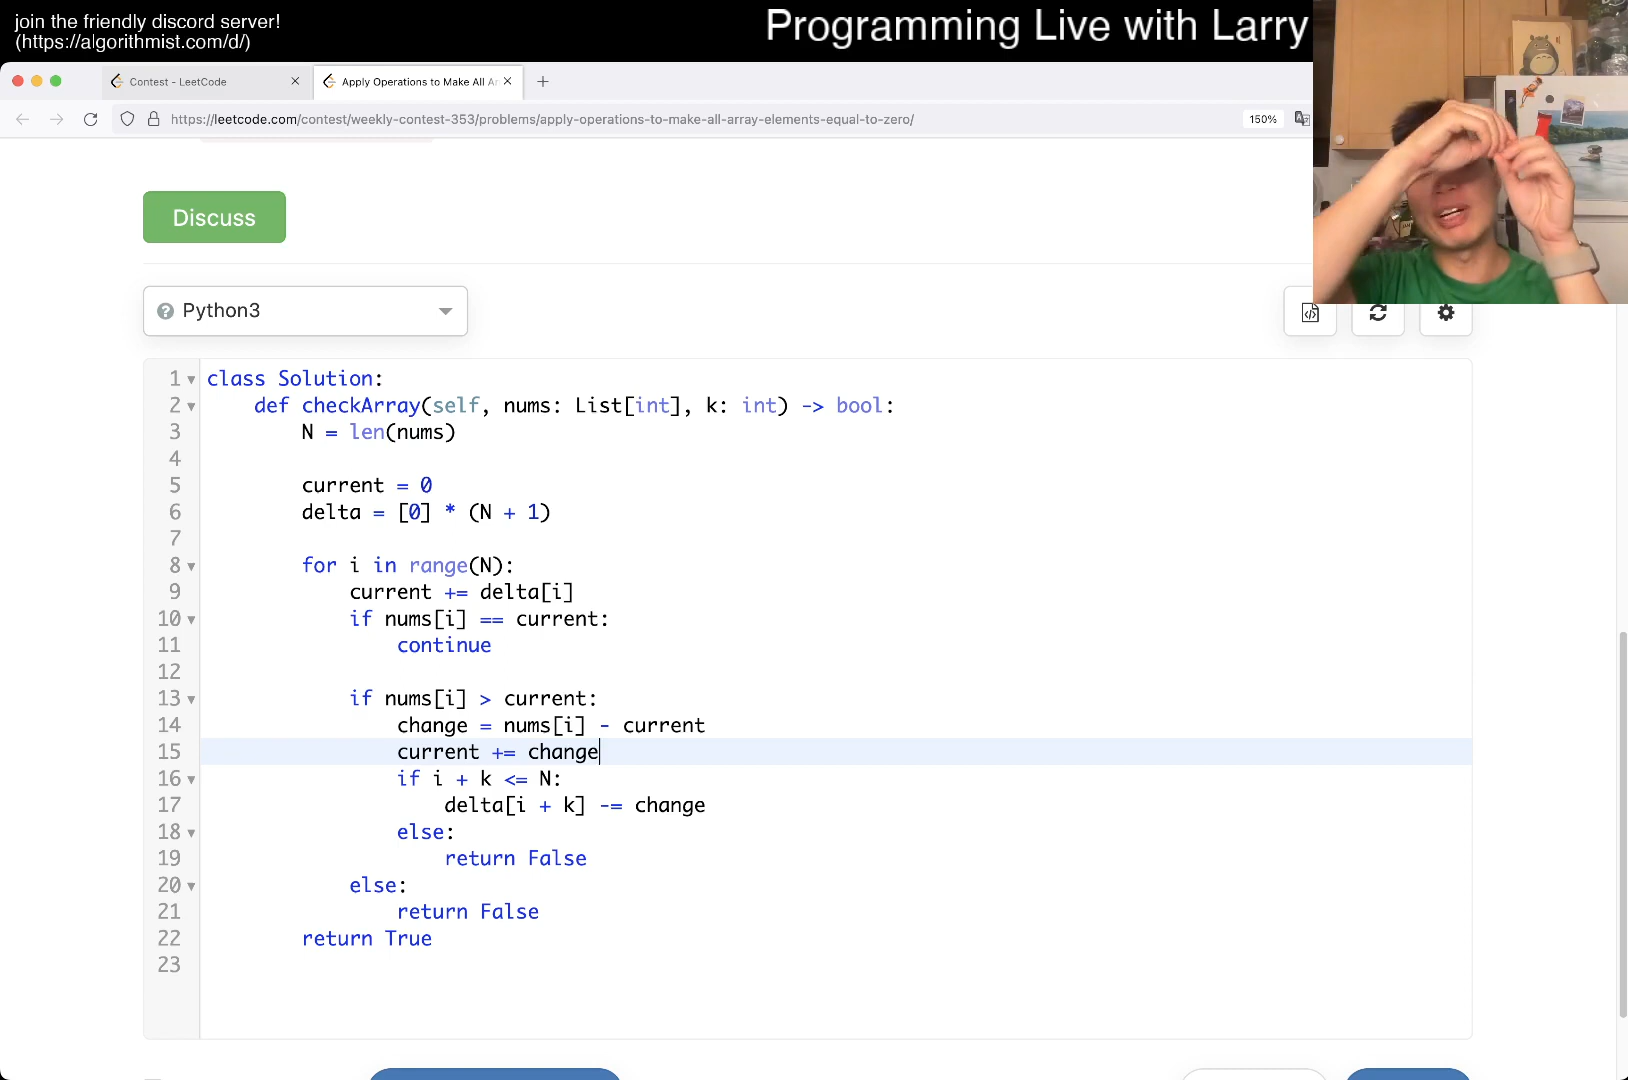 join the friendly discord server!
(https://algorithmist.com/d/)
Programming Live with Larry
Contest - LeetCode
Apply Operations to Make All Ar
https://leetcode.com/contest/weekly-contest-353/problems/apply-operations-to-make-all-array-elements-equal-to-zero/
150%
Discuss
Python3
1 class Solution:
2     def checkArray(self, nums: List[int], k: int) -> bool:
3         N = len(nums)
4
5         current = 0
6         delta = [0] * (N + 1)
7
8         for i in range(N):
9             current += delta[i]
10             if nums[i] == current:
11                 continue
12
13             if nums[i] > current:
14                 change = nums[i] - current
15                 current += change
16                 if i + k <= N:
17                     delta[i + k] -= change
18                 else:
19                     return False
20             else:
21                 return False
22         return True
23